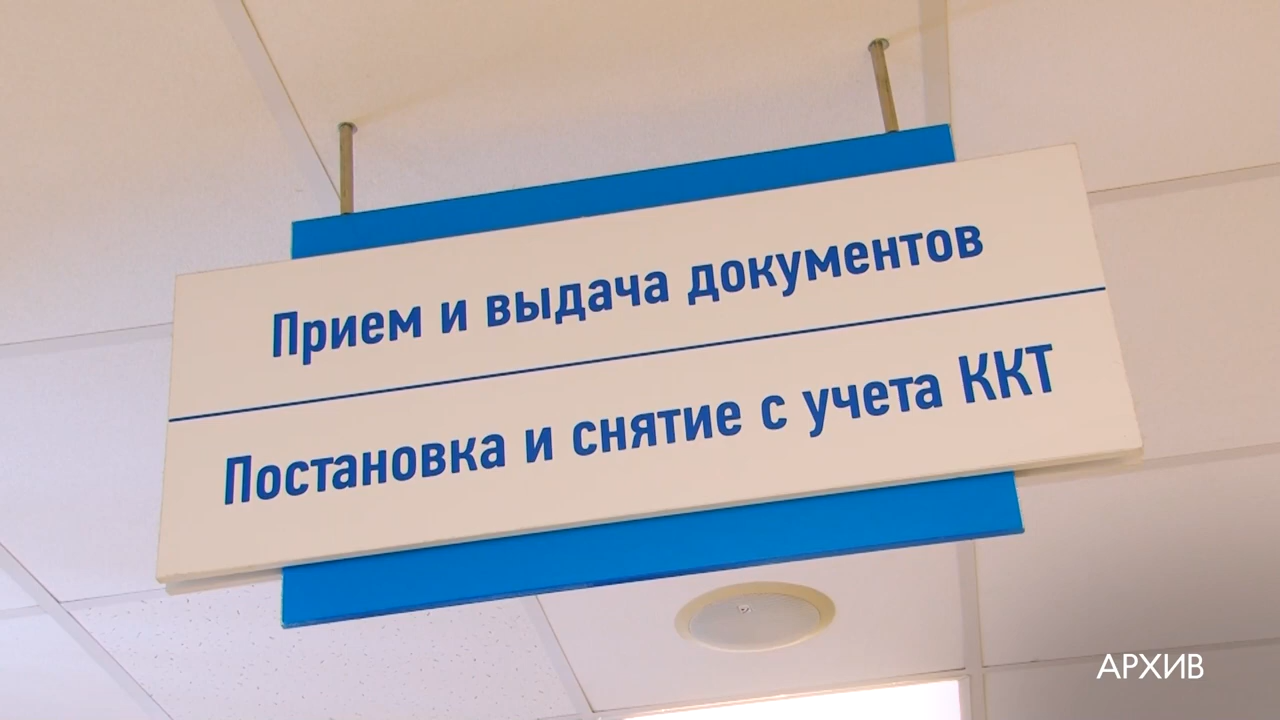 Прием и выдача документов
Постановка и снятие с учета ККТ
АРХИВ